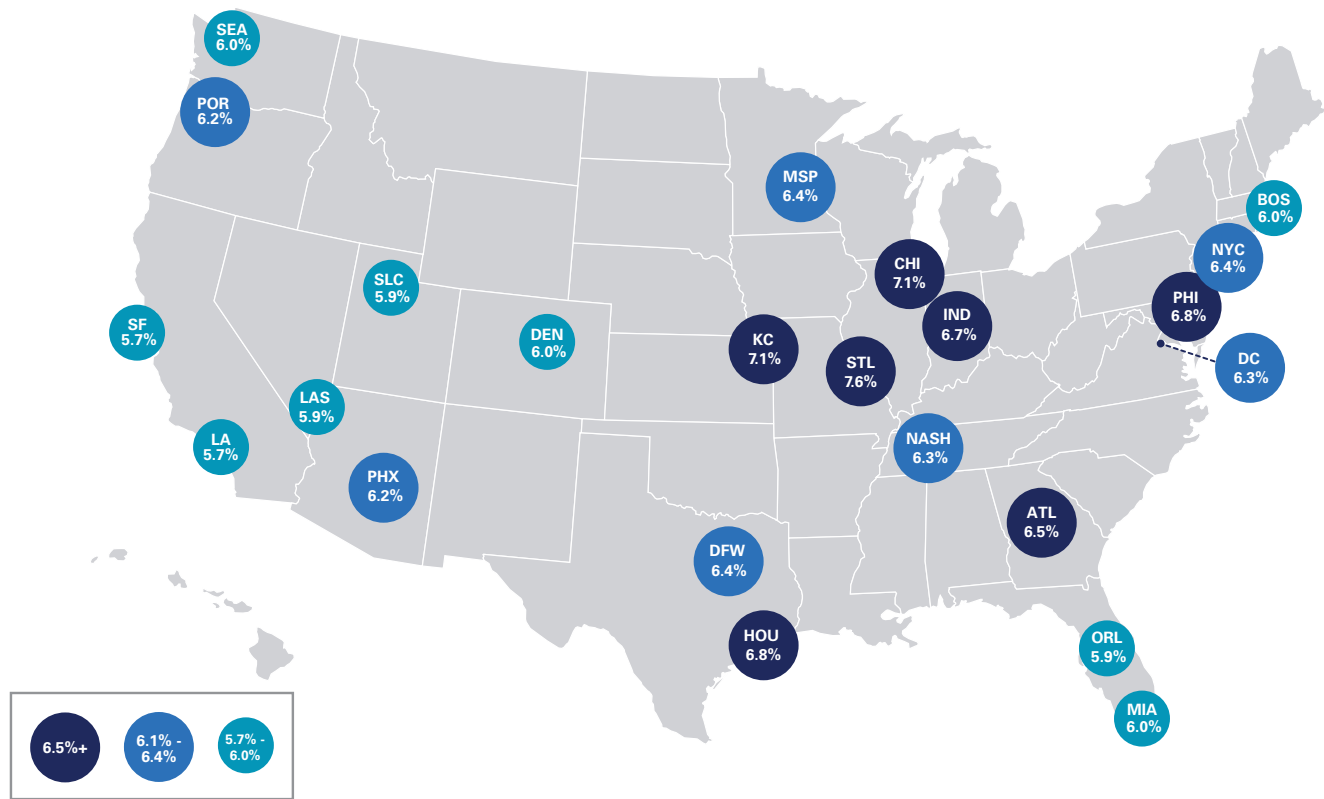 SEA
6.0%
POR
6.2%
MSP
6.4%
BOS
6.0%
NYC
6.4%
CHI
7.1%
SLC
5.9%
PHI
6.8%
SF
5.7%
DEN
6.0%
KC
7.1%
IND
6.7%
STL
7.6%
DC
6.3%
LAS
5.9%
LA
5.7%
NASH
6.3%
PHX
6.2%
ATL
6.5%
DFW
6.4%
HOU
6.8%
ORL
5.9%
MIA
6.0%
6.5%+
6.1% -
6.4%
5.7% -
6.0%